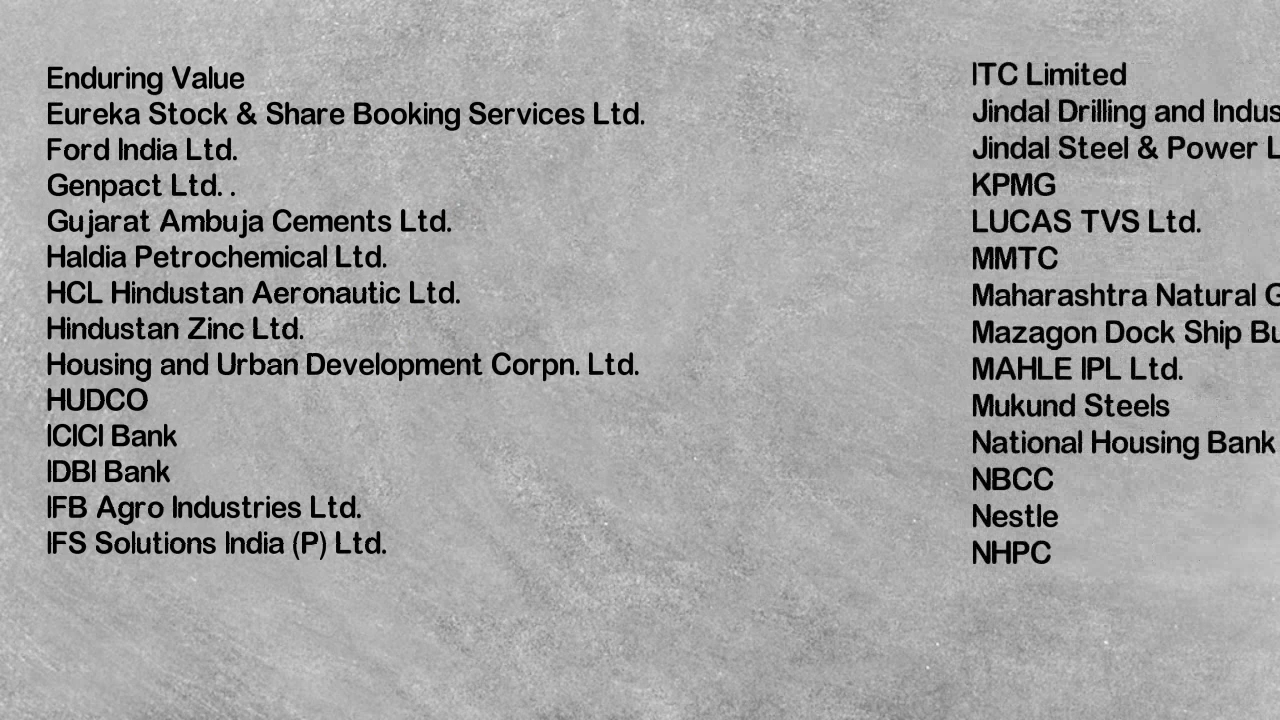 Enduring Value
Eureka Stock & Share Booking Services Ltd.
Ford India Ltd.
Genpact Ltd. .
Gujarat Ambuja Cements Ltd.
Haldia Petrochemical Ltd.
HCL Hindustan Aeronautic Ltd.
Hindustan Zinc Ltd.
Housing and Urban Development Corpn. Ltd.
HUDCO
ICICI Bank
IDBI Bank
IFB Agro Industries Ltd.
IFS Solutions India (P) Ltd.
ITC Limited
Jindal Drilling and
Jindal Steel & Power
KPMG
LUCAS TVS Ltd.
MMTC
Maharashtra Natural
Mazagon Dock Ship
MAHLE IPL Ltd.
Mukund Steels
National Housing Bank
NBCC
Nestle
NHPC